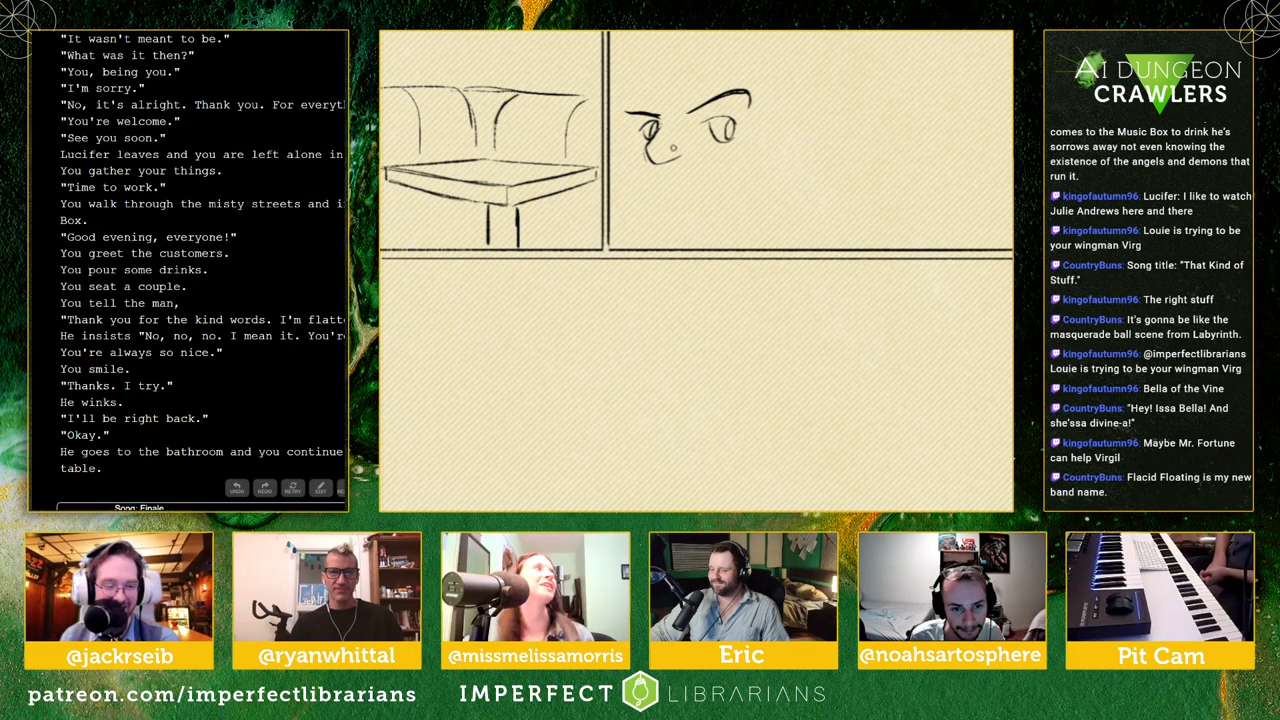 "It wasn't meant to be."
"What was it then?"
"You, being you."
"I'm sorry."
"No, it's alright. Thank you. For everyt
"You're welcome."
"See you soon."
Lucifer leaves and you are left alone in
You gather your things.
"Time to work."
You walk through the misty streets and i
Box.
"Good evening, everyone!"
You greet the customers.
You pour some drinks.
You seat a couple.
You tell the man,
"Thank you for the kind words. I'm flatt
He insists "No, no, no. I mean it. You'r
You're always so nice."
You smile.
"Thanks. I try."
He winks.
"I'll be right back."
"Okay."
He goes to the bathroom and you continue
table.
UNDO
REDO
RETRY
EDIT
RE
Song: Finale
AI DUNGEON
CRAWLERS
comes to the Music Box to drink he's
sorrows away not even knowing the
existence of the angels and demons that
run it.
kingofautumn96: Lucifer: I like to watch
Julie Andrews here and there
kingofautumn96: Louie is trying to be
your wingman Virg
CountryBuns: Song title: "That Kind of
Stuff."
kingofautumn96: The right stuff
CountryBuns: It's gonna be like the
masquerade ball scene from Labyrinth.
kingofautumn96: @imperfectlibrarians
Louie is trying to be your wingman Virg
kingofautumn96: Bella of the Vine
CountryBuns: "Hey! Issa Bella! And
she'ssa divine-a!"
kingofautumn96: Maybe Mr. Fortune
can help Virgil
CountryBuns: Flacid Floating is my new
band name.
@jackrseib
@ryanwhittal
@missmelissamorris
Eric
@noahsartosphere
Pit Cam
patreon.com/imperfectlibrarians
IMPERFECT LIBRARIANS